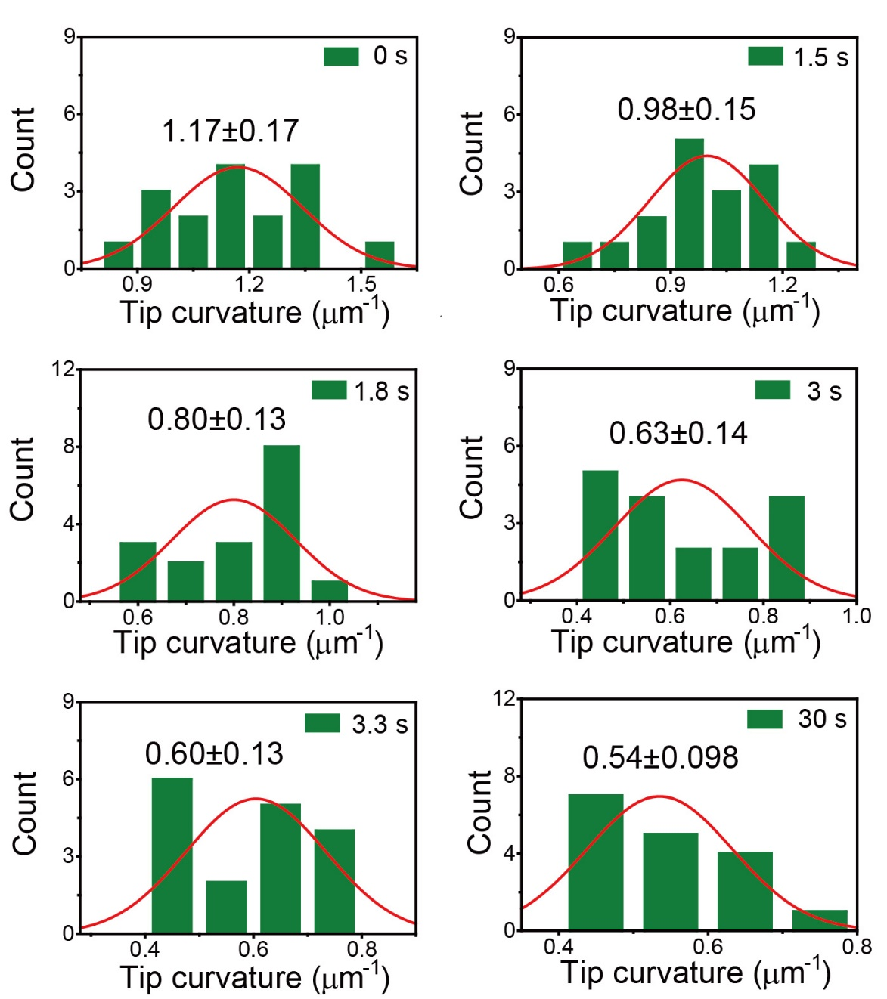 9
6
3
0
Count
0 s
1.17±0.17
0.9 1.2 1.5
Tip curvature (μm⁻¹)
9
6
3
0
Count
1.5 s
0.98±0.15
0.6 0.9 1.2
Tip curvature (μm⁻¹)
12
8
4
0
Count
1.8 s
0.80±0.13
0.6 0.8 1.0
Tip curvature (μm⁻¹)
9
6
3
0
Count
3 s
0.63±0.14
0.4 0.6 0.8 1.0
Tip curvature (μm⁻¹)
9
6
3
0
Count
3.3 s
0.60±0.13
0.4 0.6 0.8
Tip curvature (μm⁻¹)
12
8
4
0
Count
30 s
0.54±0.098
0.4 0.6 0.8
Tip curvature (μm⁻¹)